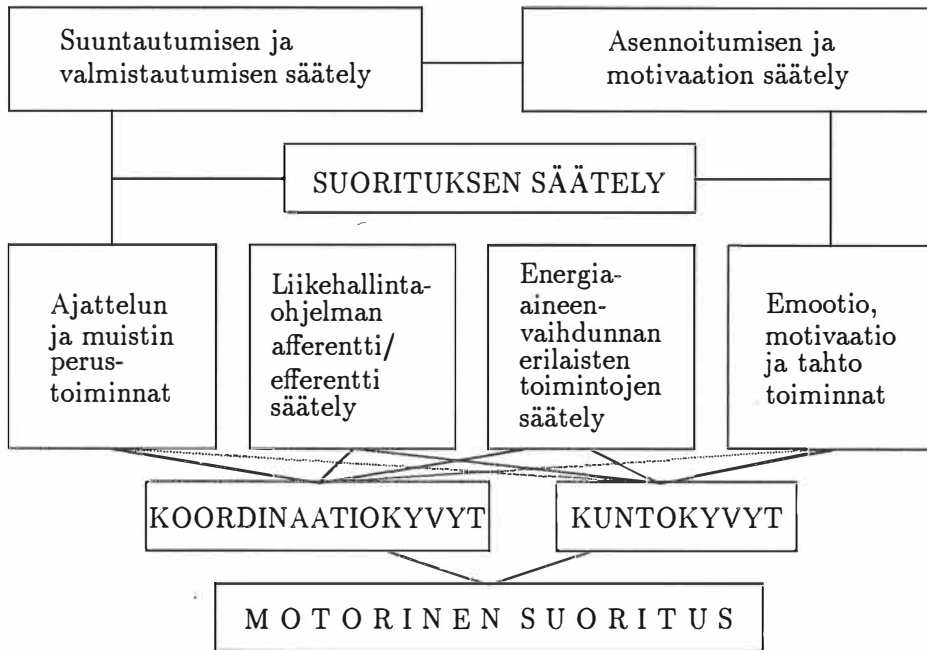 Suuntautumisen ja
valmistautumisen säätely
Asennoitumisen ja
motivaation säätely
SUORITUKSEN SÄÄTELY
Ajattelun
ja muistin
perus-
toiminnat
Liikehallinta-
ohjelman
afferentti/
efferentti
säätely
Energia-
aineen-
vaihdunnan
erilaisten
toimintojen
säätely
Emootio,
motivaatio
ja tahto
toiminnat
KOORDINAATIOKYVYT
KUNTOKYVYT
MOTORINEN SUORITUS